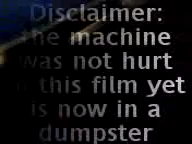 Disclaimer:
the machine
was not hurt
in this film yet
is now in a
dumpster